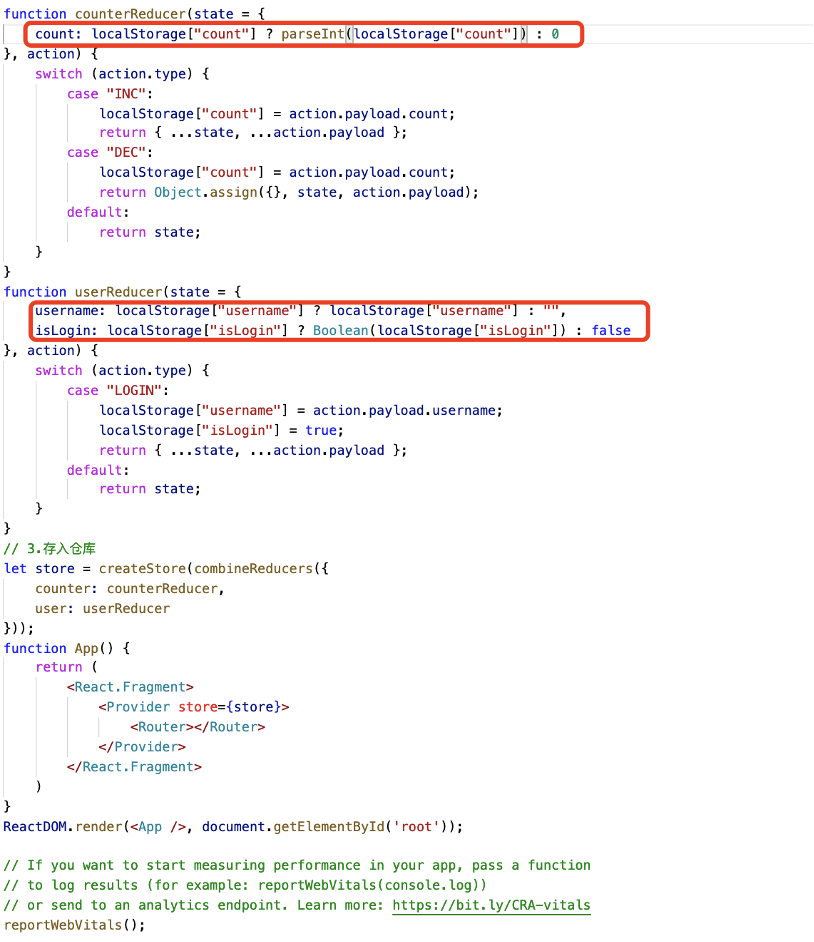 function counterReducer(state = {
    count: localStorage["count"] ? parseInt(localStorage["count"]) : 0
}, action) {
    switch (action.type) {
        case "INC":
            localStorage["count"] = action.payload.count;
            return { ...state, ...action.payload };
        case "DEC":
            localStorage["count"] = action.payload.count;
            return Object.assign({}, state, action.payload);
        default:
            return state;
    }
}
function userReducer(state = {
    username: localStorage["username"] ? localStorage["username"] : "",
    isLogin: localStorage["isLogin"] ? Boolean(localStorage["isLogin"]) : false
}, action) {
    switch (action.type) {
        case "LOGIN":
            localStorage["username"] = action.payload.username;
            localStorage["isLogin"] = true;
            return { ...state, ...action.payload };
        default:
            return state;
    }
}
// 3.存入仓库
let store = createStore(combineReducers({
    counter: counterReducer,
    user: userReducer
}));
function App() {
    return (
        <React.Fragment>
            <Provider store={store}>
                <Router></Router>
            </Provider>
        </React.Fragment>
    )
}
ReactDOM.render(<App />, document.getElementById('root'));

// If you want to start measuring performance in your app, pass a function
// to log results (for example: reportWebVitals(console.log))
// or send to an analytics endpoint. Learn more: https://bit.ly/CRA-vitals
reportWebVitals();